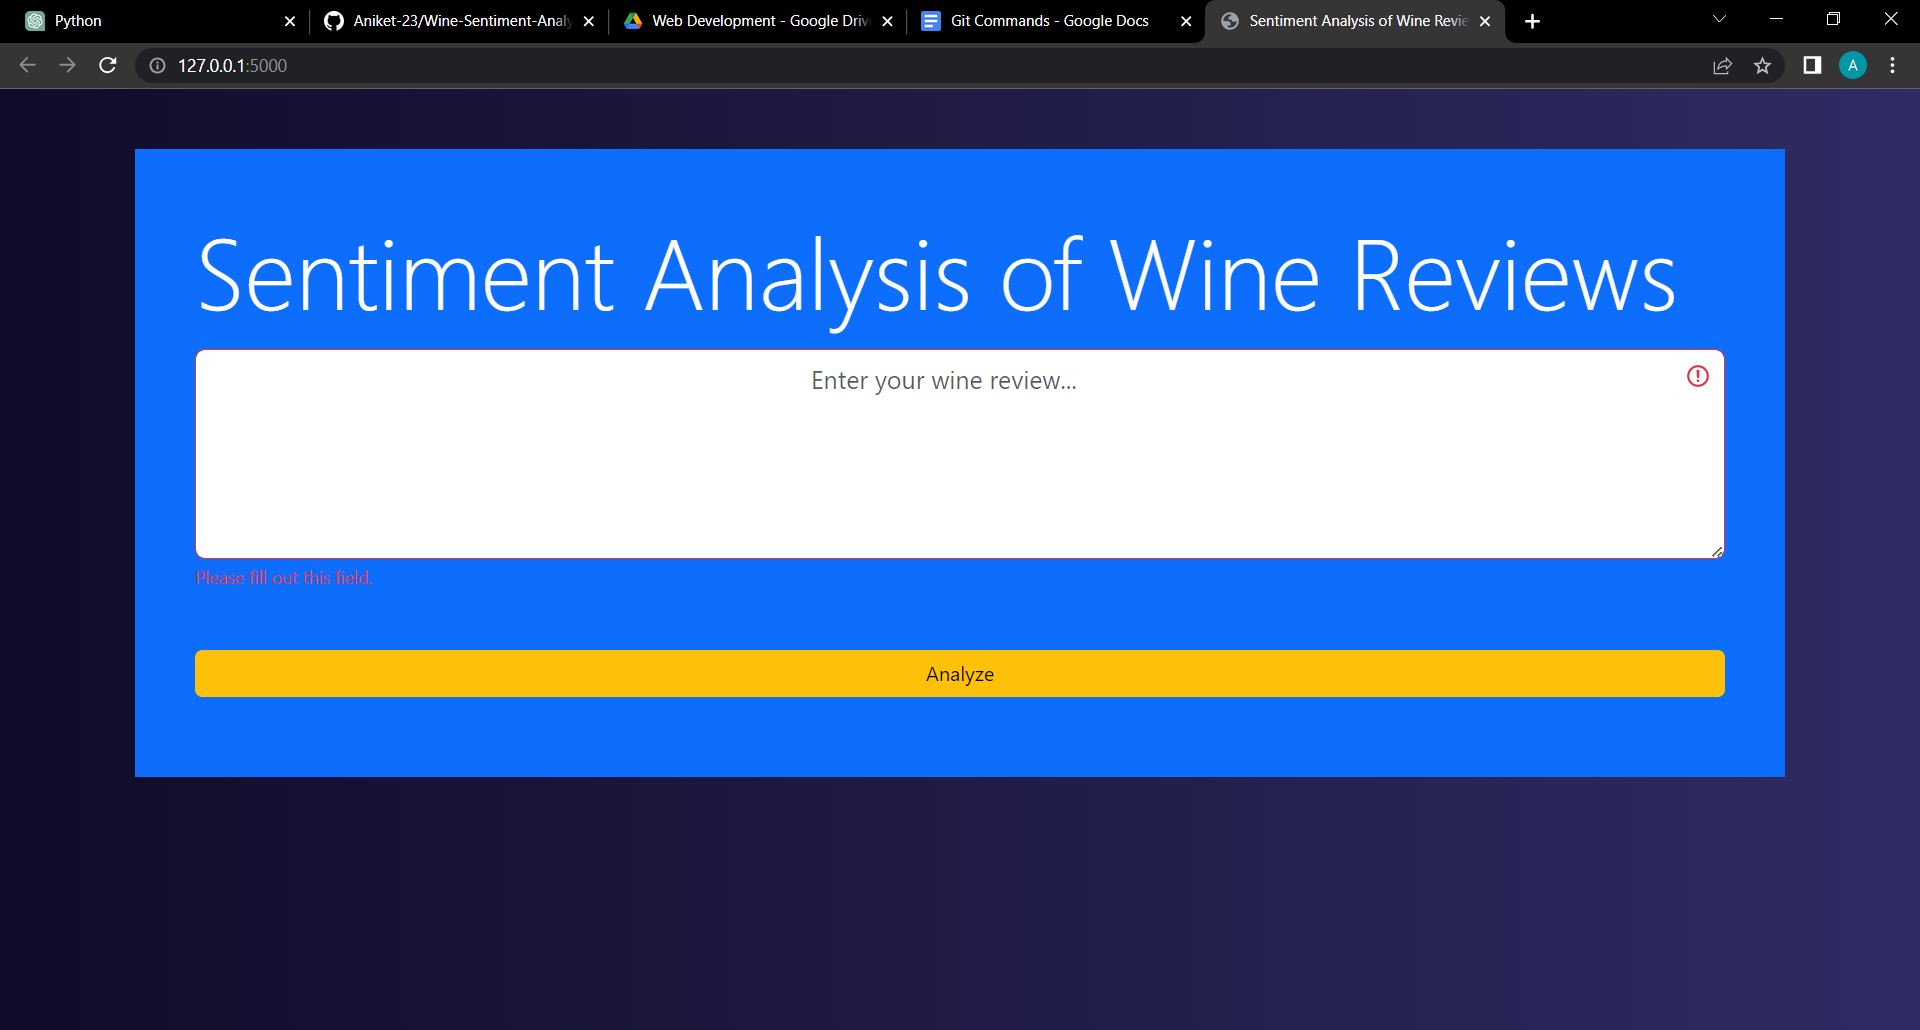 Python
Aniket-23/Wine-Sentiment-Analy
Web Development - Google Driv
Git Commands - Google Docs
Sentiment Analysis of Wine Revie
127.0.0.1:5000
A
Sentiment Analysis of Wine Reviews
Enter your wine review...
Please fill out this field.
Analyze